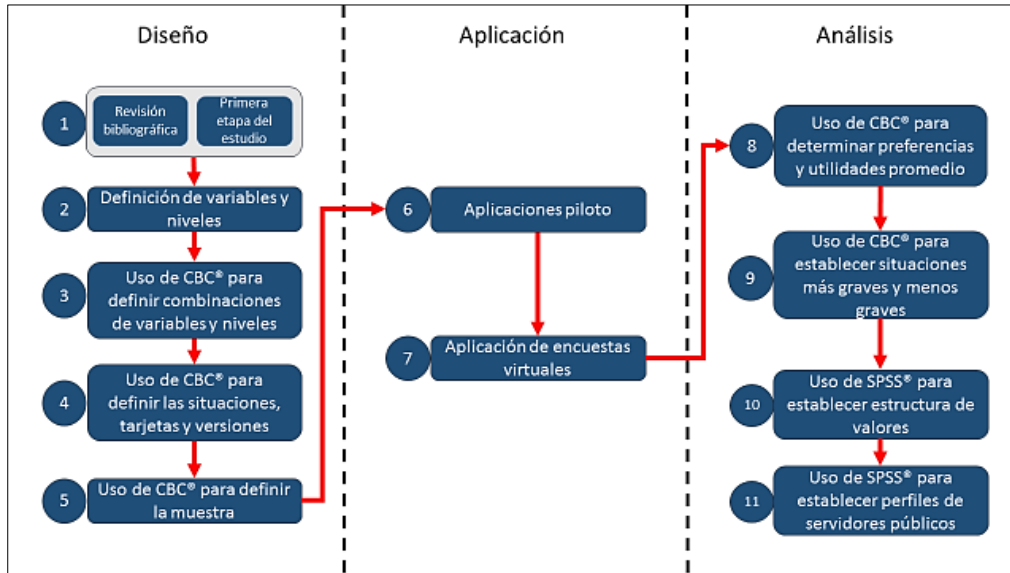 Diseño
1
Revisión
bibliográfica
Primera
etapa del
estudio
2
Definición de variables y
niveles
3
Uso de CBC® para
definir combinaciones
de variables y niveles
4
Uso de CBC® para
definir las situaciones,
tarjetas y versiones
5
Uso de CBC® para definir
la muestra
Aplicación
6
Aplicaciones piloto
7
Aplicación de encuestas
virtuales
Análisis
8
Uso de CBC® para
determinar preferencias
y utilidades promedio
9
Uso de CBC® para
establecer situaciones
más graves y menos
graves
10
Uso de SPSS® para
establecer estructura de
valores
11
Uso de SPSS® para
establecer perfiles de
servidores públicos